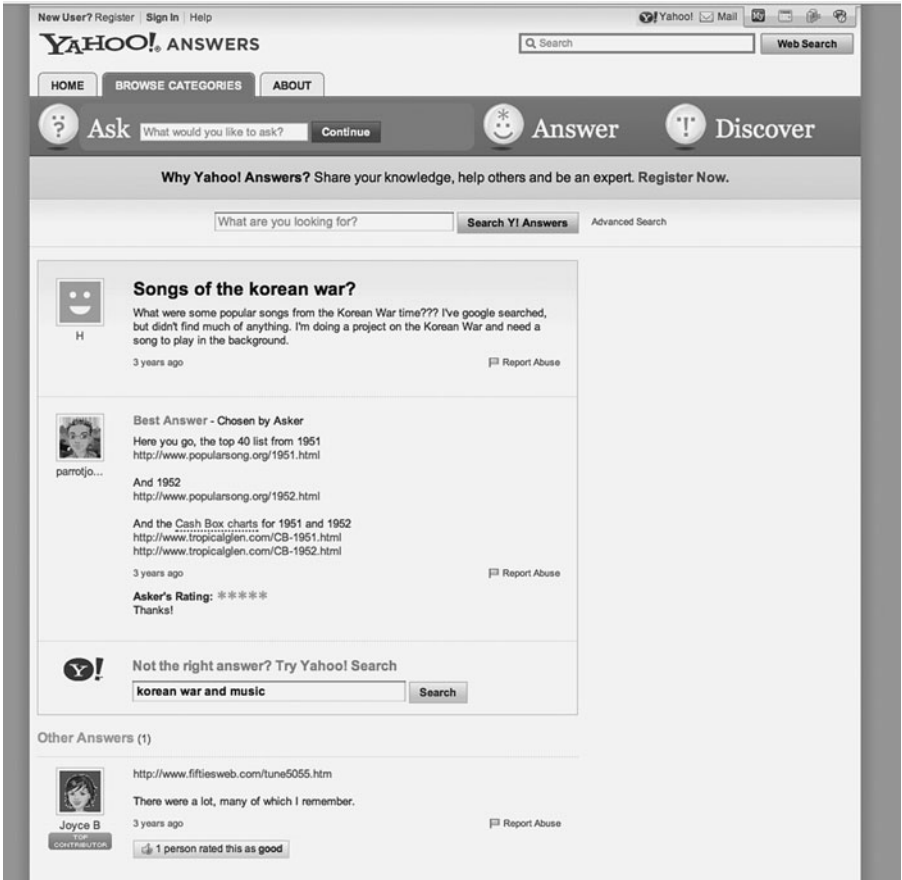 New User? Register | Sign In | Help
Y! Yahoo! Mail My
YAHOO! ANSWERS
Search
Web Search
HOME BROWSE CATEGORIES ABOUT
Ask What would you like to ask? Continue Answer Discover
Why Yahoo! Answers? Share your knowledge, help others and be an expert. Register Now.
What are you looking for? Search Y! Answers Advanced Search
Songs of the korean war?
What were some popular songs from the Korean War time??? I've google searched,
but didn't find much of anything. I'm doing a project on the Korean War and need a
song to play in the background.
H
3 years ago Report Abuse
Best Answer - Chosen by Asker
Here you go, the top 40 list from 1951
http://www.popularsong.org/1951.html
parrotjo...
And 1952
http://www.popularsong.org/1952.html
And the Cash Box charts for 1951 and 1952
http://www.tropicalglen.com/CB-1951.html
http://www.tropicalglen.com/CB-1952.html
3 years ago Report Abuse
Asker's Rating: *****
Thanks!
Y! Not the right answer? Try Yahoo! Search
korean war and music Search
Other Answers (1)
http://www.fiftiesweb.com/tune5055.htm
There were a lot, many of which I remember.
Joyce B
TOP
CONTRIBUTOR
3 years ago Report Abuse
1 person rated this as good